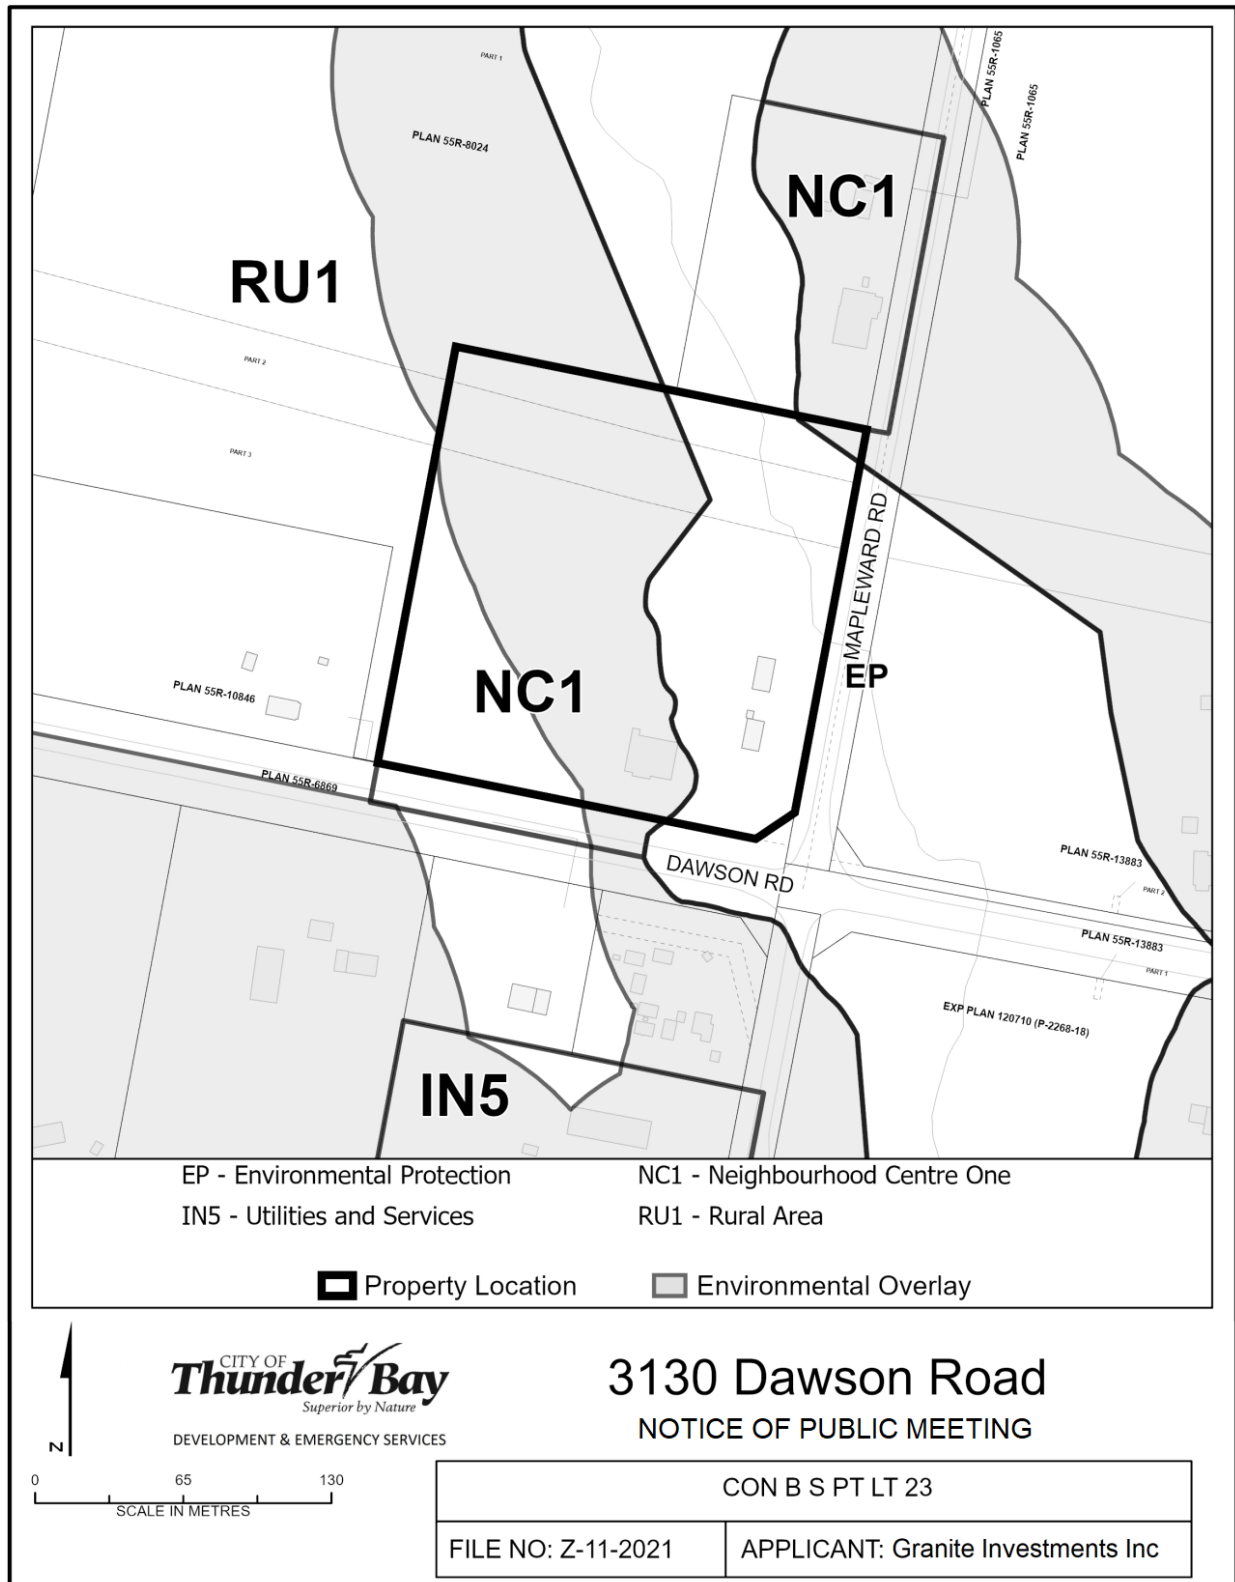 PART 1
PLAN 55R-1065
PLAN 55R-1065
PLAN 55R-8024
NC1
RU1
PART 2
PART 3
MAPLEWARD RD
EP
NC1
PLAN 55R-10846
PLAN 55R-6869
DAWSON RD
PLAN 55R-13883
PART 2
PLAN 55R-13883
PART 1
EXP PLAN 120710 (P-2268-18)
IN5
EP - Environmental Protection
NC1 - Neighbourhood Centre One
IN5 - Utilities and Services
RU1 - Rural Area
Property Location
Environmental Overlay
N
CITY OF
Thunder Bay
Superior by Nature
DEVELOPMENT & EMERGENCY SERVICES
0 65 130
SCALE IN METRES
3130 Dawson Road
NOTICE OF PUBLIC MEETING
CON B S PT LT 23
FILE NO: Z-11-2021
APPLICANT: Granite Investments Inc